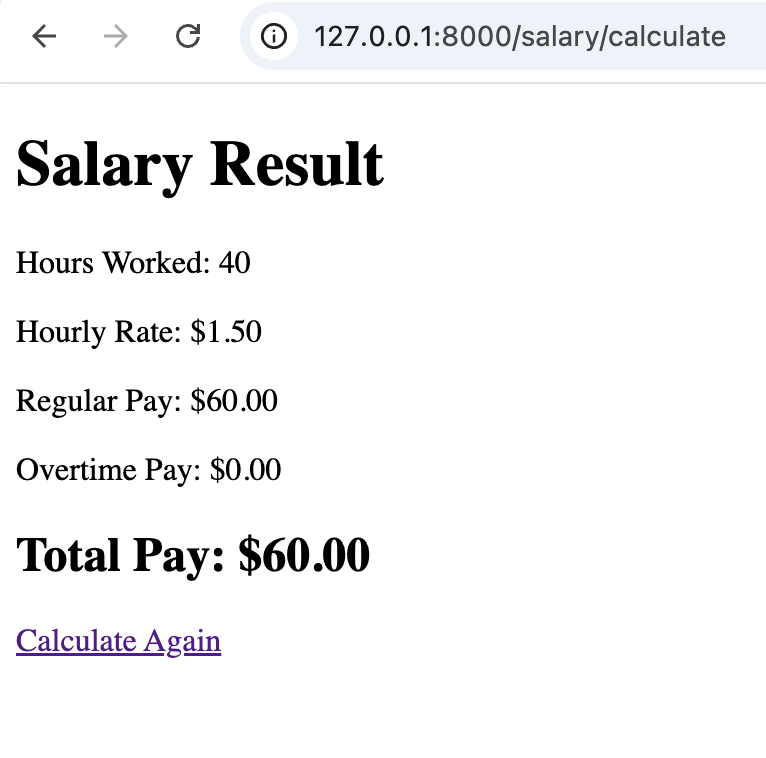 127.0.0.1:8000/salary/calculate
Salary Result
Hours Worked: 40
Hourly Rate: $1.50
Regular Pay: $60.00
Overtime Pay: $0.00
Total Pay: $60.00
Calculate Again